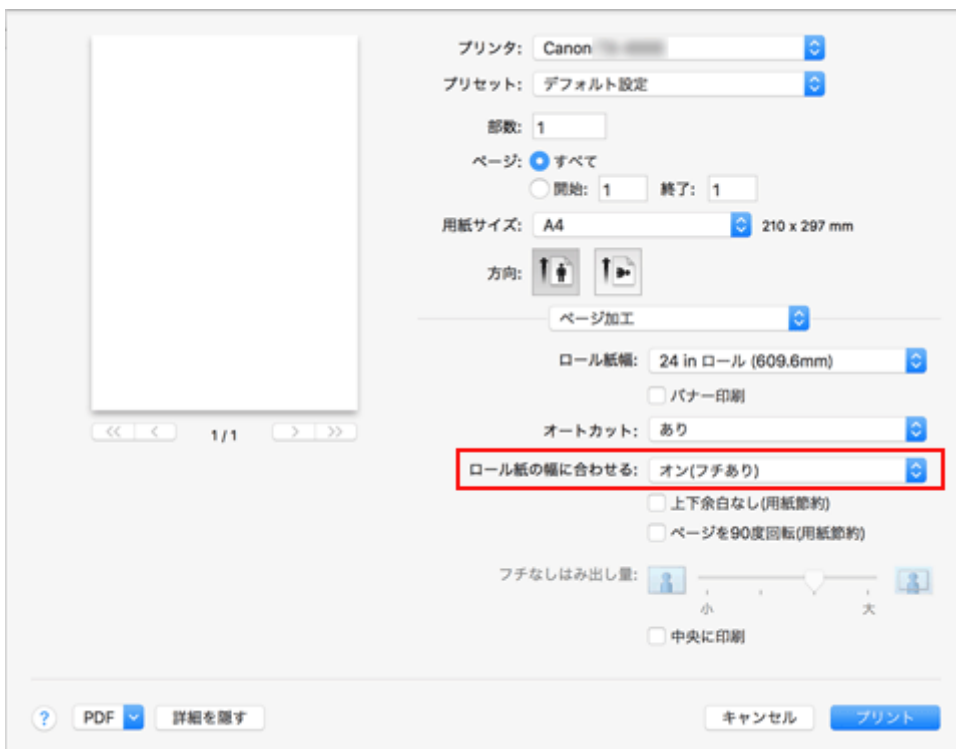 プリンタ: Canon
プリセット: デフォルト設定
部数: 1
ページ: すべて
開始: 1 終了: 1
用紙サイズ: A4 210 x 297 mm
方向:
ページ加工
ロール紙幅: 24 in ロール (609.6mm)
バナー印刷
<< < 1 / 1 > >>
オートカット: あり
ロール紙の幅に合わせる: オン(フチあり)
上下余白なし(用紙節約)
ページを90度回転(用紙節約)
フチなしはみ出し量:
小 大
中央に印刷
? PDF 詳細を隠す キャンセル プリント